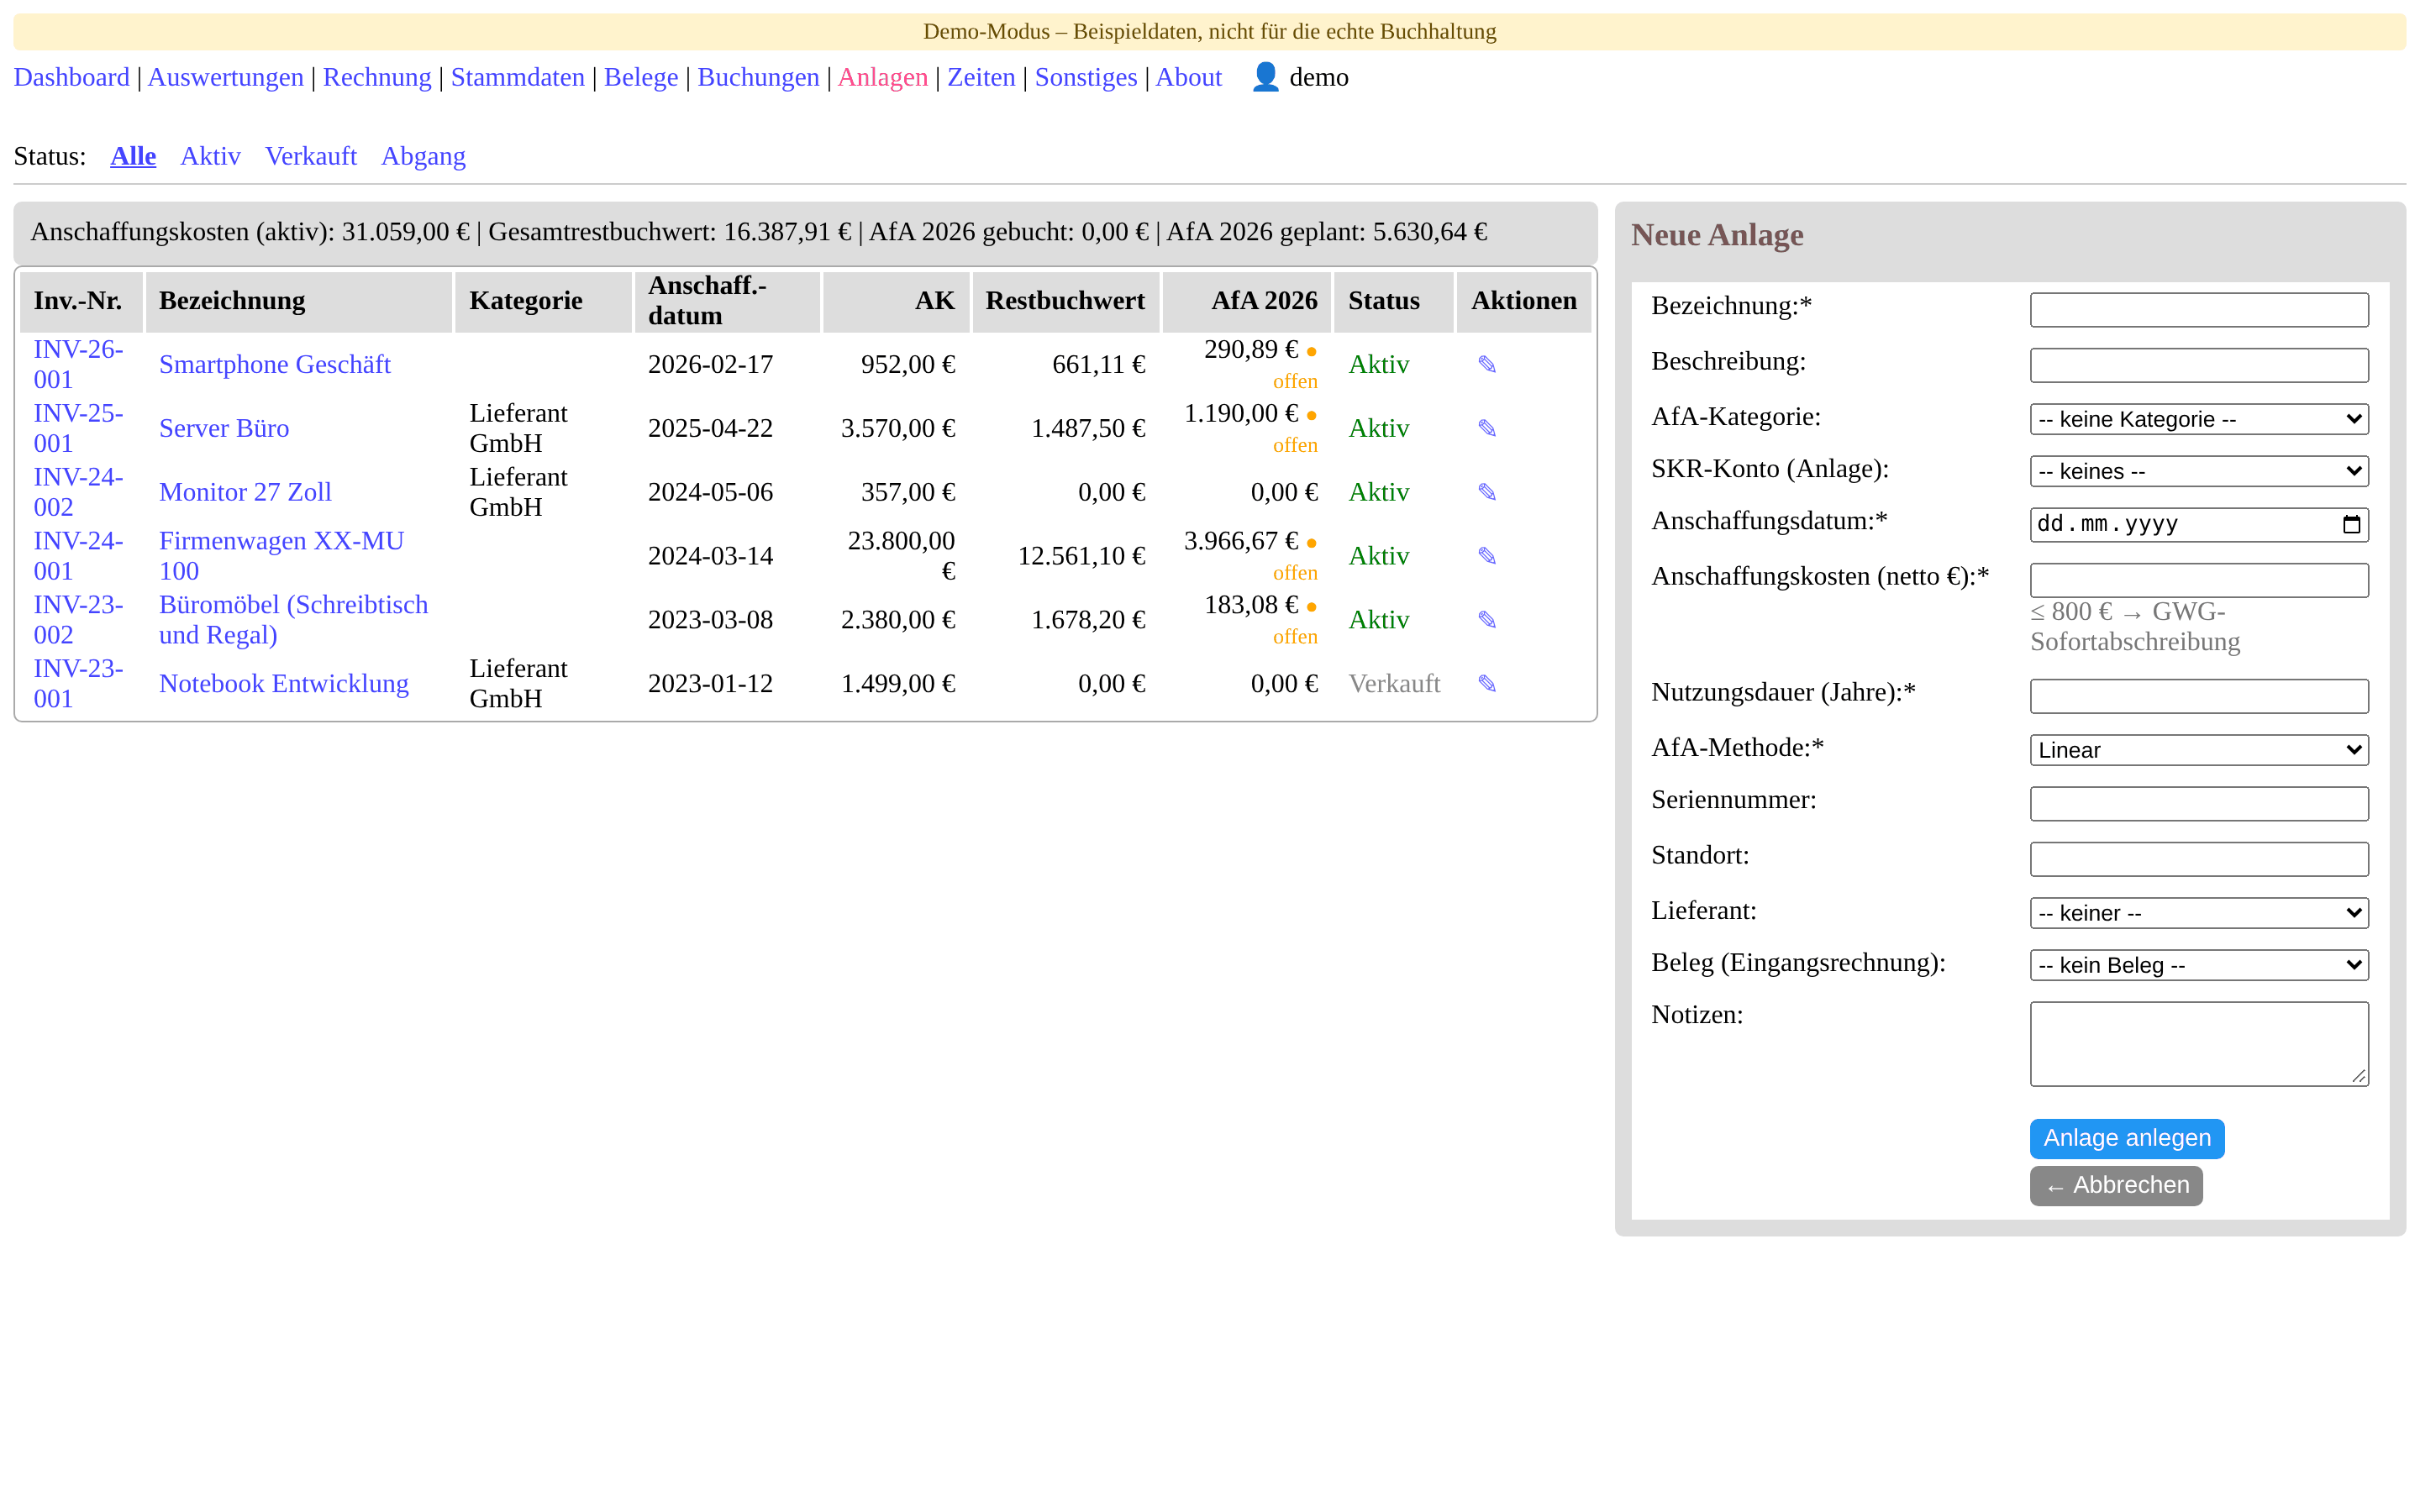 Demo-Modus – Beispieldaten, nicht für die echte Buchhaltung
Dashboard | Auswertungen | Rechnung | Stammdaten | Belege | Buchungen | Anlagen | Zeiten | Sonstiges | About 👤 demo
Status: Alle Aktiv Verkauft Abgang
Anschaffungskosten (aktiv): 31.059,00 € | Gesamtrestbuchwert: 16.387,91 € | AfA 2026 gebucht: 0,00 € | AfA 2026 geplant: 5.630,64 €
Inv.-Nr. Bezeichnung Kategorie Anschaff.-datum AK Restbuchwert AfA 2026 Status Aktionen
INV-26-001 Smartphone Geschäft 2026-02-17 952,00 € 661,11 € 290,89 € ● offen Aktiv ✎
INV-25-001 Server Büro Lieferant GmbH 2025-04-22 3.570,00 € 1.487,50 € 1.190,00 € ● offen Aktiv ✎
INV-24-002 Monitor 27 Zoll Lieferant GmbH 2024-05-06 357,00 € 0,00 € 0,00 € Aktiv ✎
INV-24-001 Firmenwagen XX-MU 100 2024-03-14 23.800,00 € 12.561,10 € 3.966,67 € ● offen Aktiv ✎
INV-23-002 Büromöbel (Schreibtisch und Regal) 2023-03-08 2.380,00 € 1.678,20 € 183,08 € ● offen Aktiv ✎
INV-23-001 Notebook Entwicklung Lieferant GmbH 2023-01-12 1.499,00 € 0,00 € 0,00 € Verkauft ✎
Neue Anlage
Bezeichnung:*
Beschreibung:
AfA-Kategorie: -- keine Kategorie --
SKR-Konto (Anlage): -- keines --
Anschaffungsdatum:* dd.mm.yyyy
Anschaffungskosten (netto €):*
≤ 800 € → GWG-
Sofortabschreibung
Nutzungsdauer (Jahre):*
AfA-Methode:* Linear
Seriennummer:
Standort:
Lieferant: -- keiner --
Beleg (Eingangsrechnung): -- kein Beleg --
Notizen:
Anlage anlegen
← Abbrechen